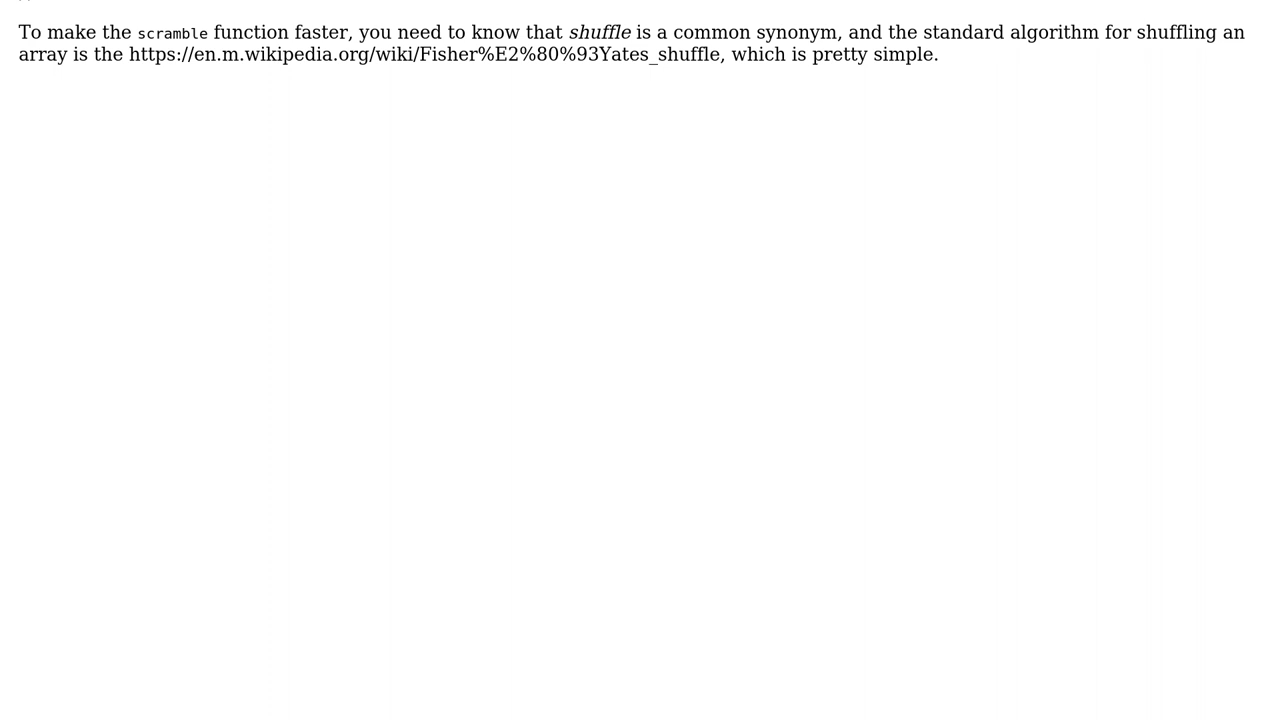 To make the scramble function faster, you need to know that shuffle is a common synonym, and the standard algorithm for shuffling an
array is the https://en.m.wikipedia.org/wiki/Fisher%E2%80%93Yates_shuffle, which is pretty simple.